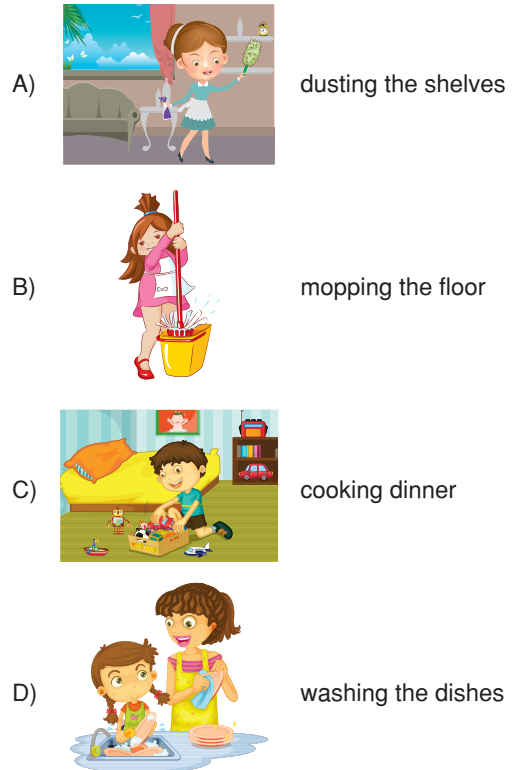 A) dusting the shelves
B) mopping the floor
C) cooking dinner
D) washing the dishes